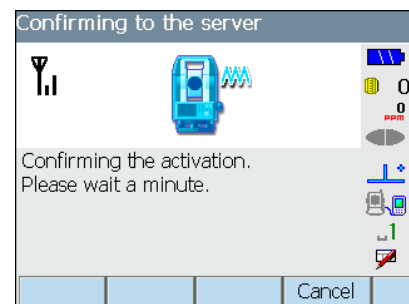 Confirming to the server
0
0
PPM
Confirming the activation.
Please wait a minute.
1
Cancel